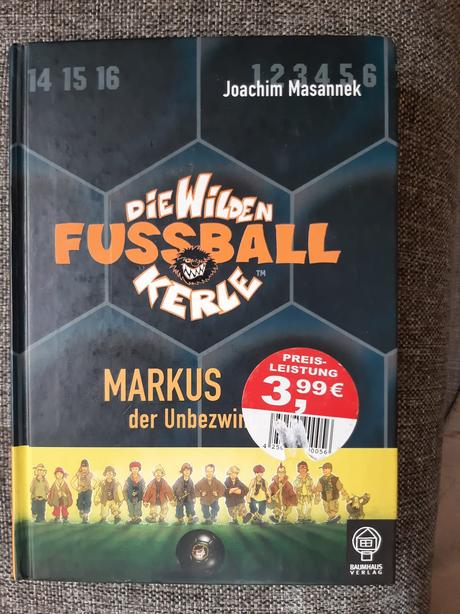 14 15 16
1 2 3 4 5 6
Joachim Masannek
DIE WILDEN
FUSSBALL
KERLE™
PREIS-
LEISTUNG
3,99€
MARKUS
der Unbezwin
BAUMHAUS
VERLAG